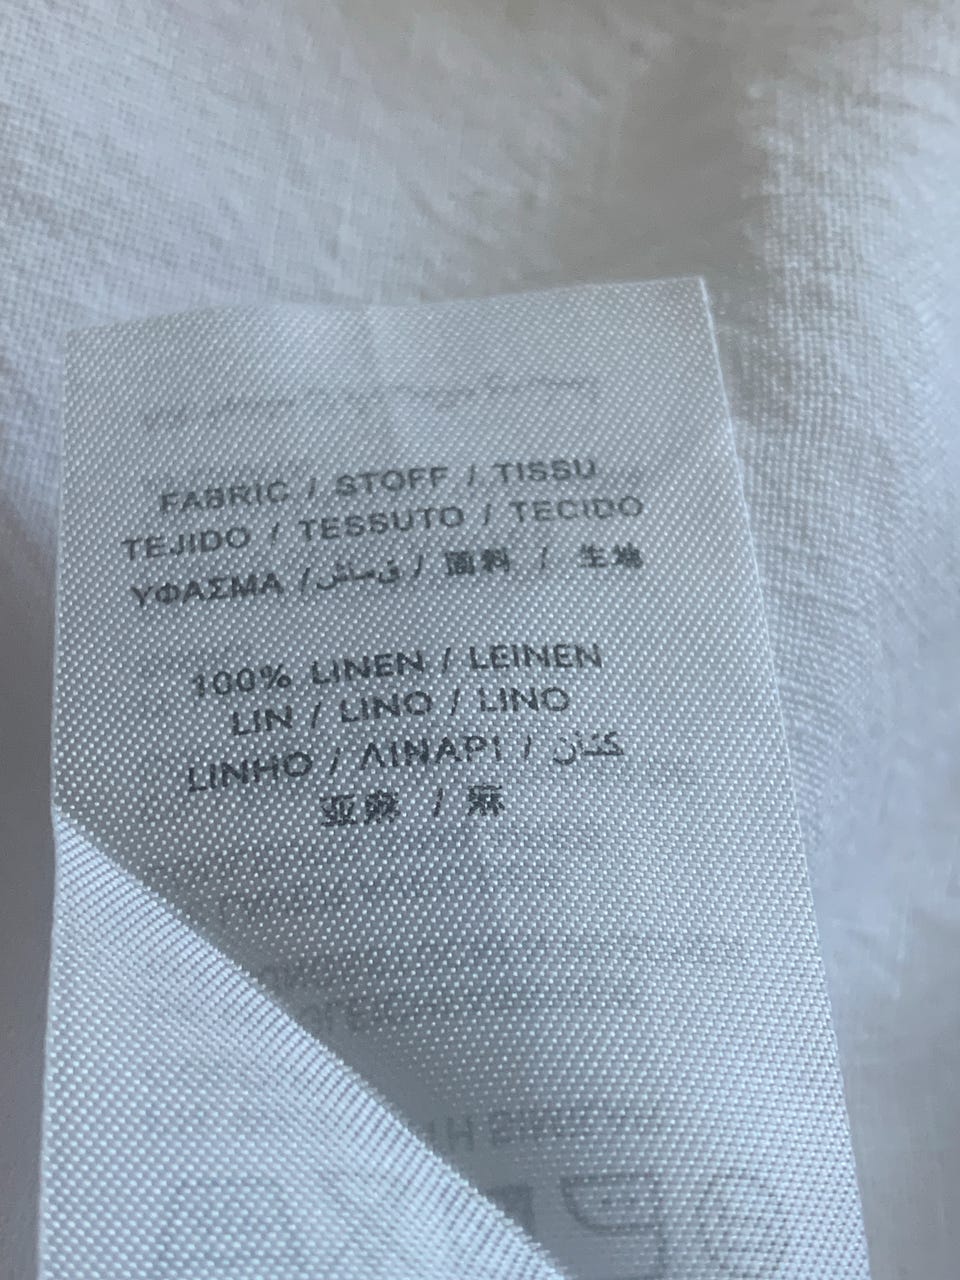 FABRIC / STOFF / TISSU
TEJIDO / TESSUTO / TECIDO
ΥΦΑΣΜΑ / قماش / 面料 / 生地
100% LINEN / LEINEN
LIN / LINO / LINO
LINHO / ΛΙΝΑΡΙ / كتان
亚麻 / 麻